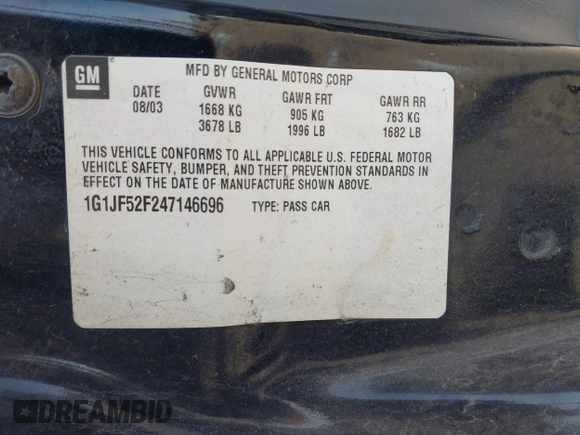 GM
MFD BY GENERAL MOTORS CORP
DATE GVWR GAWR FRT GAWR RR
08/03 1668 KG 905 KG 763 KG
3678 LB 1996 LB 1682 LB
THIS VEHICLE CONFORMS TO ALL APPLICABLE U.S. FEDERAL MOTOR
VEHICLE SAFETY, BUMPER, AND THEFT PREVENTION STANDARDS IN
EFFECT ON THE DATE OF MANUFACTURE SHOWN ABOVE.
1G1JF52F247146696 TYPE: PASS CAR
DREAMBID